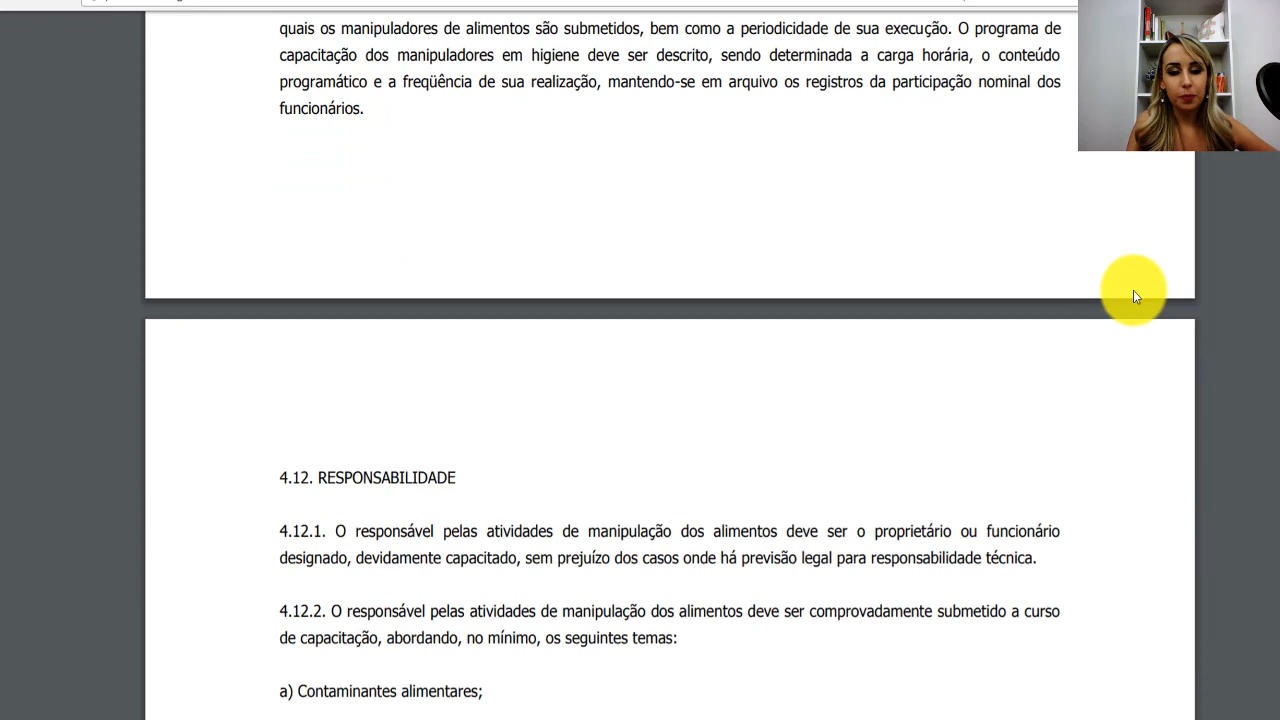 quais os manipuladores de alimentos são submetidos, bem como a periodicidade de sua execução. O programa de
capacitação dos manipuladores em higiene deve ser descrito, sendo determinada a carga horária, o conteúdo
programático e a freqüência de sua realização, mantendo-se em arquivo os registros da participação nominal dos
funcionários.
4.12. RESPONSABILIDADE
4.12.1. O responsável pelas atividades de manipulação dos alimentos deve ser o proprietário ou funcionário
designado, devidamente capacitado, sem prejuízo dos casos onde há previsão legal para responsabilidade técnica.
4.12.2. O responsável pelas atividades de manipulação dos alimentos deve ser comprovadamente submetido a curso
de capacitação, abordando, no mínimo, os seguintes temas:
a) Contaminantes alimentares;